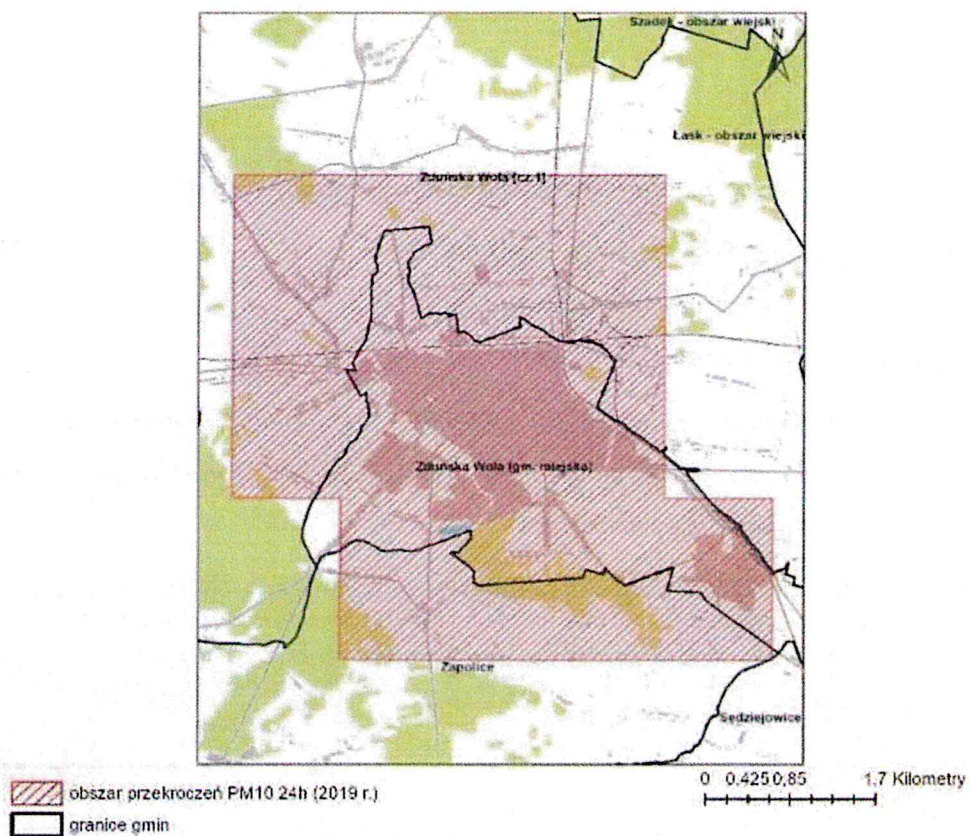 Szadek - obszar wiejski
N
Łask - obszar wiejski
Zduńska Wola [cz.1]
Zduńska Wola (gm. miejska)
Zapolice
Sędziejowice
obszar przekroczeń PM10 24h (2019 r.)
granice gmin
0 0.425 0,85 1.7 Kilometry